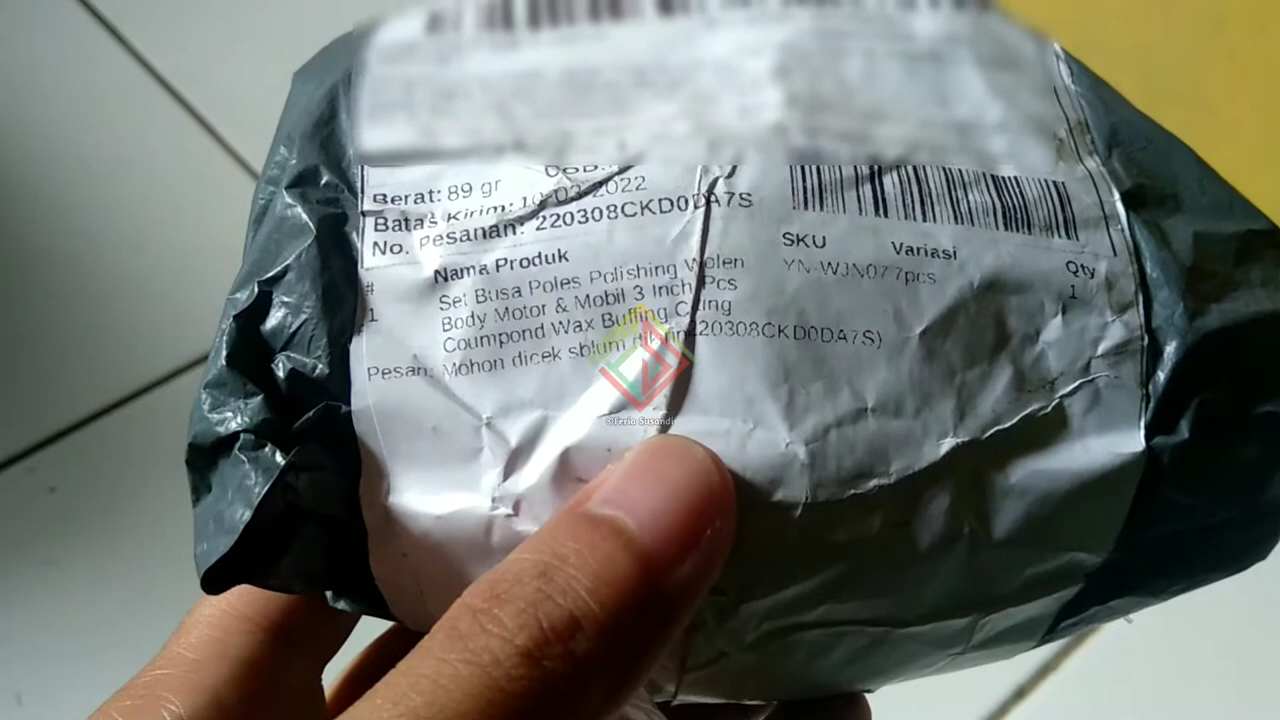 Berat: 89 gr
Batas Kirim: 10-03-2022
No. Pesanan: 220308CKD0DA7S
# Nama Produk SKU Variasi Qty
1 Set Busa Poles Polishing Wolen YN-WJN07 7pcs 1
Body Motor & Mobil 3 Inch Pcs
Coumpond Wax Buffing
Pesan: Mohon dicek sblum 220308CKD0DA7S)
©Feria Susandi